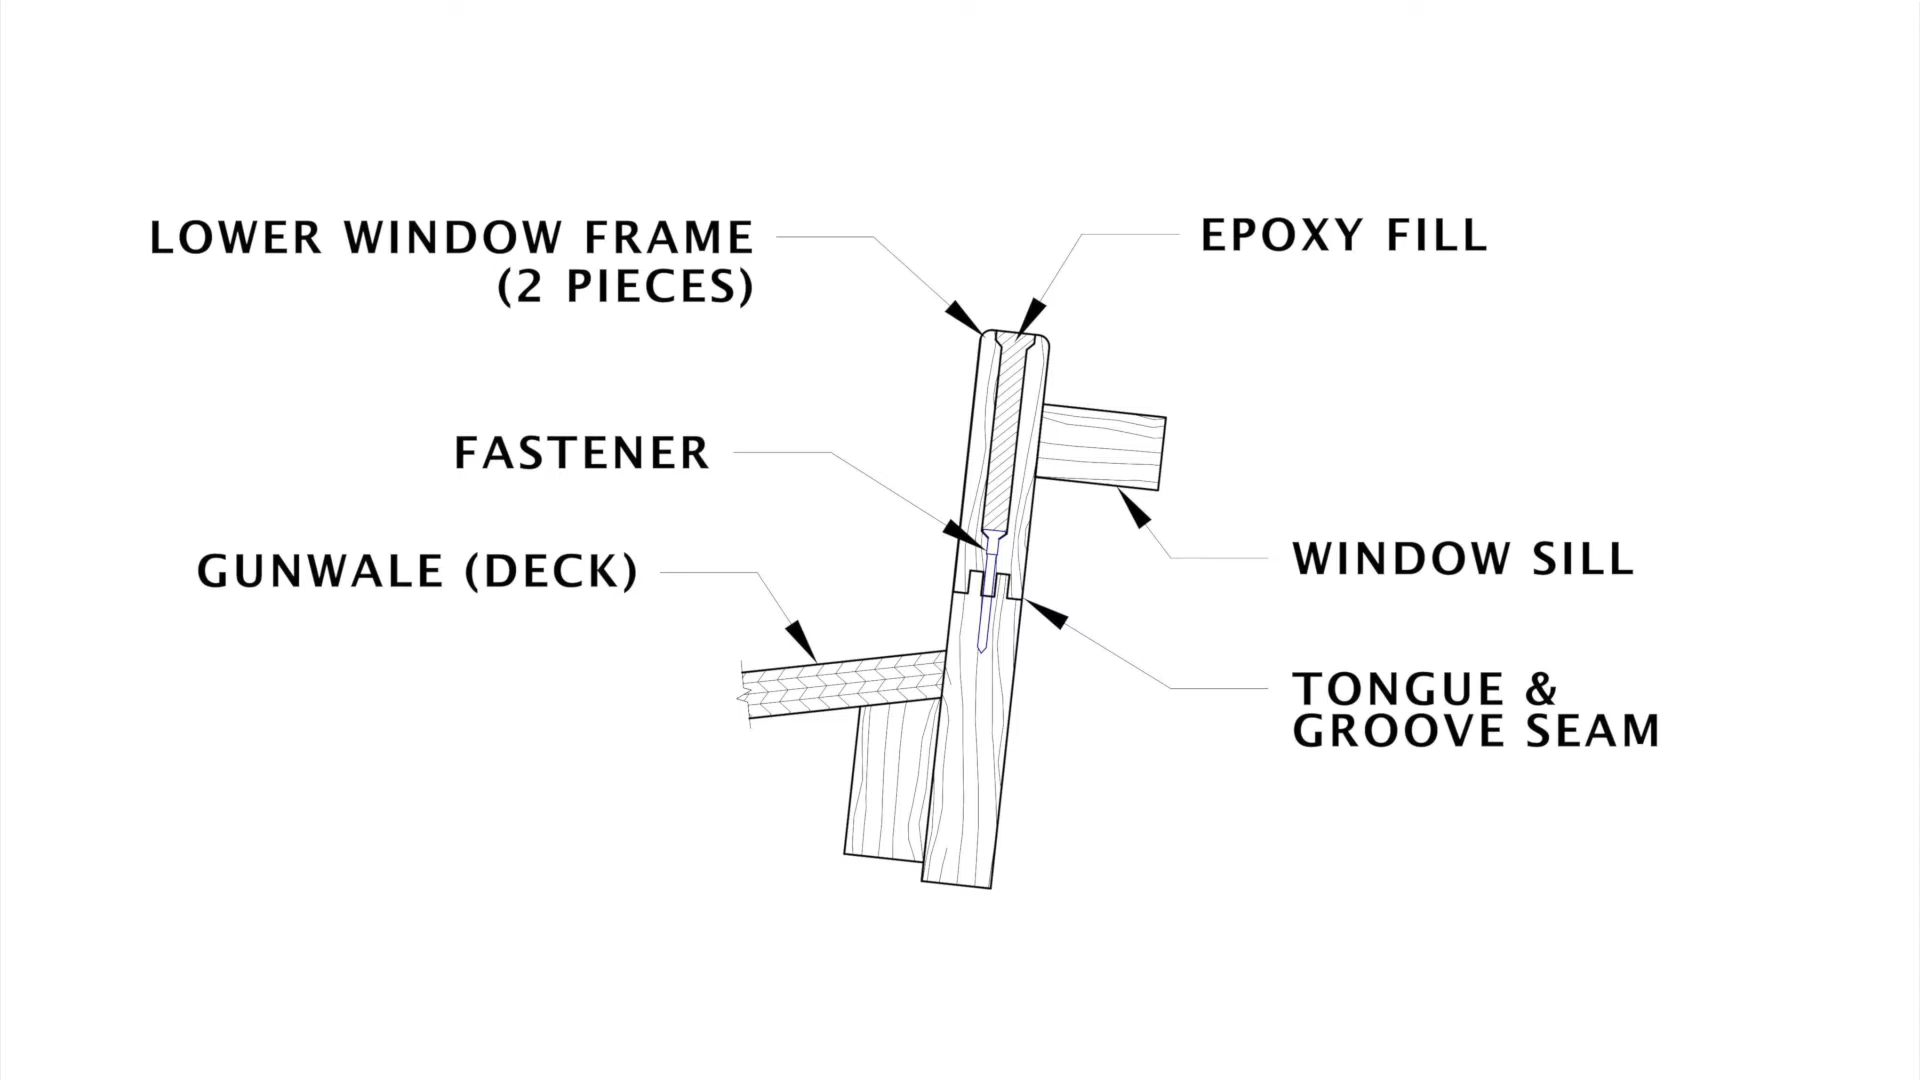 LOWER WINDOW FRAME
(2 PIECES)
EPOXY FILL
FASTENER
GUNWALE (DECK)
WINDOW SILL
TONGUE &
GROOVE SEAM